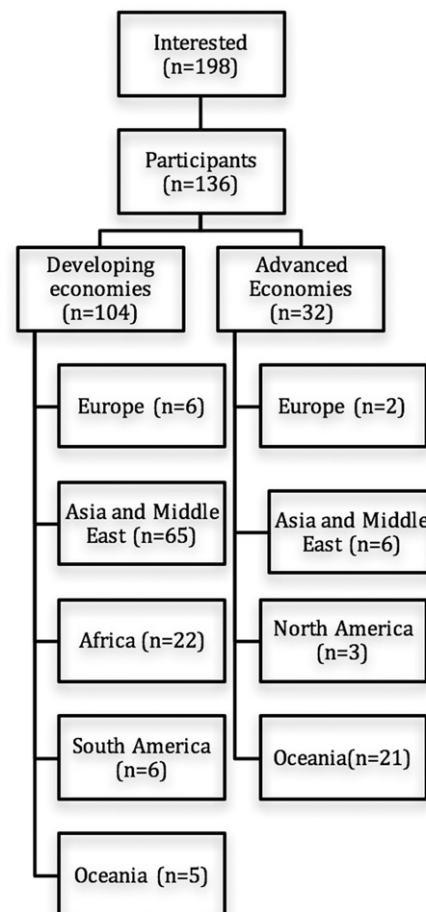 Interested
(n=198)
Participants
(n=136)
Developing
economies
(n=104)
Advanced
Economies
(n=32)
Europe (n=6)
Asia and Middle
East (n=65)
Africa (n=22)
South America
(n=6)
Oceania (n=5)
Europe (n=2)
Asia and Middle
East (n=6)
North America
(n=3)
Oceania(n=21)